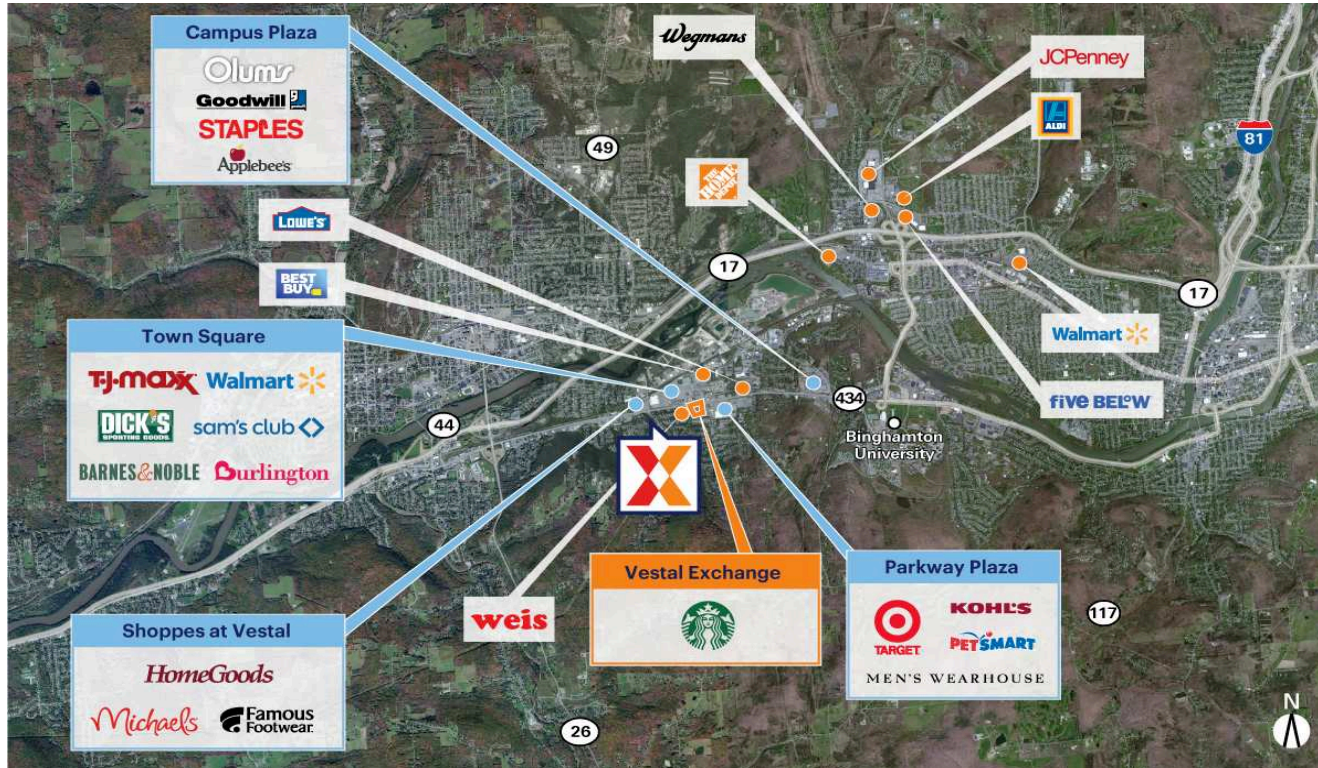 Campus Plaza
Olums
Goodwill
STAPLES
Applebee's
Wegmans
JCPenney
ALDI
81
49
THE HOME DEPOT
LOWE'S
17
BEST BUY
17
Walmart
Town Square
T·J·maxx Walmart
DICK'S SPORTING GOODS
sam's club
BARNES&NOBLE Burlington
five BELOW
434
44
Binghamton
University
Vestal Exchange
Parkway Plaza
TARGET
KOHL'S
PETSMART
MEN'S WEARHOUSE
weis
117
Shoppes at Vestal
HomeGoods
Michaels
Famous
Footwear
26
N